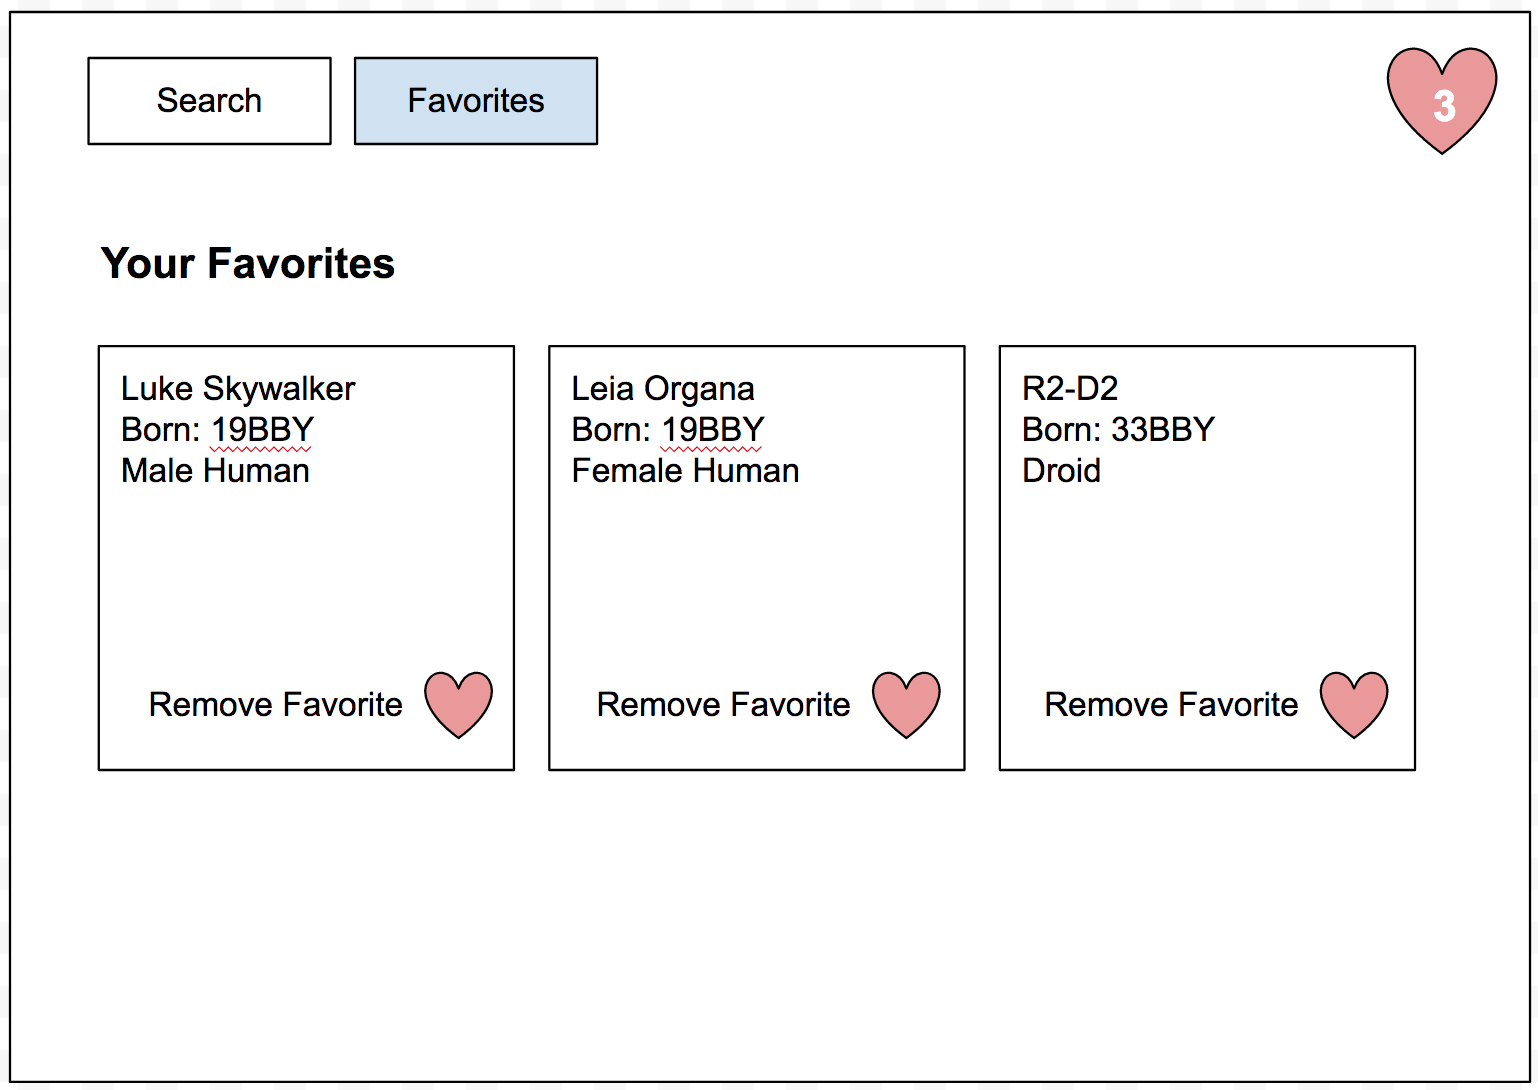 Search
Favorites
3
Your Favorites
Luke Skywalker
Born: 19BBY
Male Human
Remove Favorite
Leia Organa
Born: 19BBY
Female Human
Remove Favorite
R2-D2
Born: 33BBY
Droid
Remove Favorite